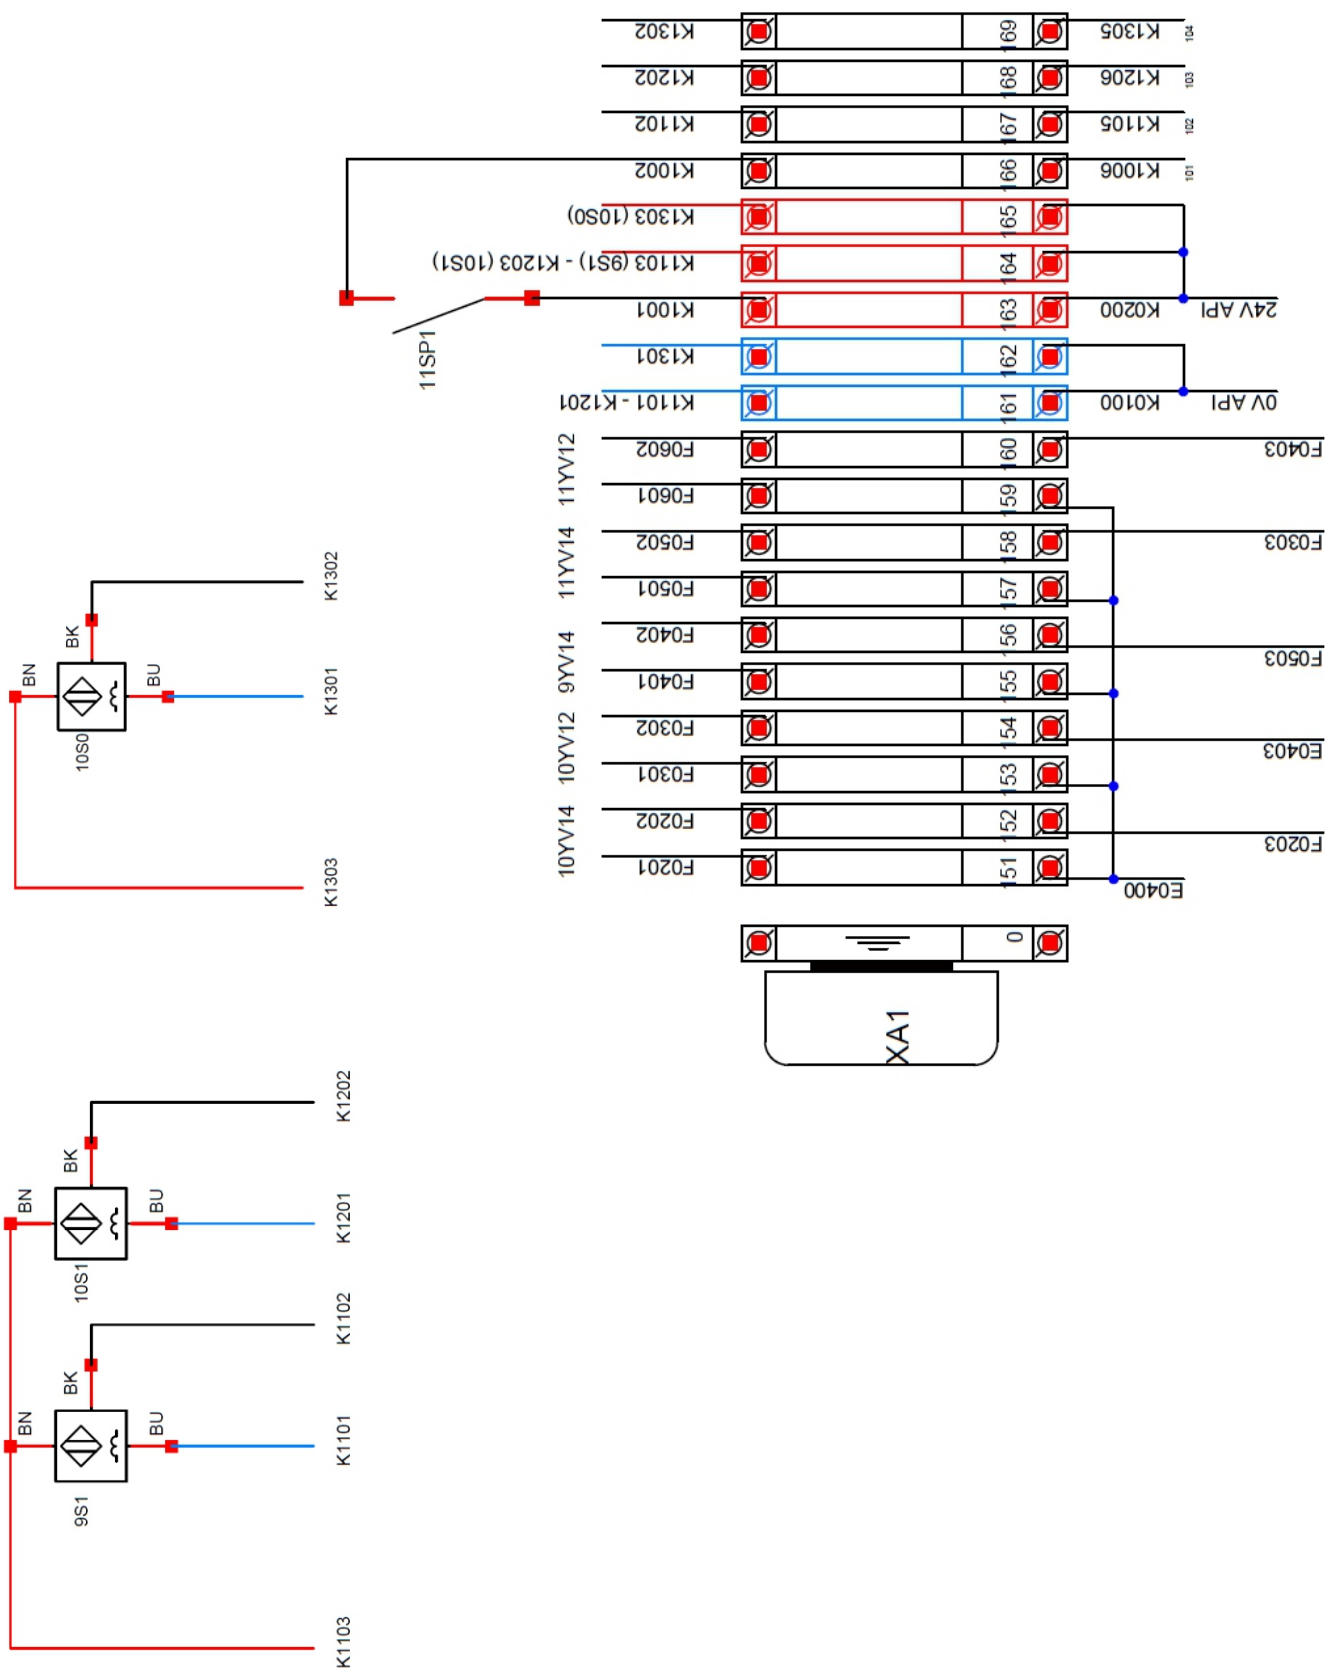 K1302 169 K1305 104
K1202 168 K1206 103
K1102 167 K1105 102
K1002 166 K1006 101
K1303 (10S0) 165
K1103 (9S1) - K1203 (10S1) 164
K1001 163 K0200 24V API
11SP1
K1301 162
K1101 - K1201 161 K0100 0V API
11YV12
F0602 160 F0403
F0601 159
11YV14
F0502 158 F0303
F0501 157
9YV14
F0402 156 F0503
F0401 155
10YV12
F0302 154 E0403
F0301 153
10YV14
F0202 152 F0203
F0201 151 E0400
0
XA1
K1302
BK
BN
BU
K1301
10S0
K1303
K1202
BK
BN
BU
K1201
10S1
K1102
BK
BN
BU
K1101
9S1
K1103